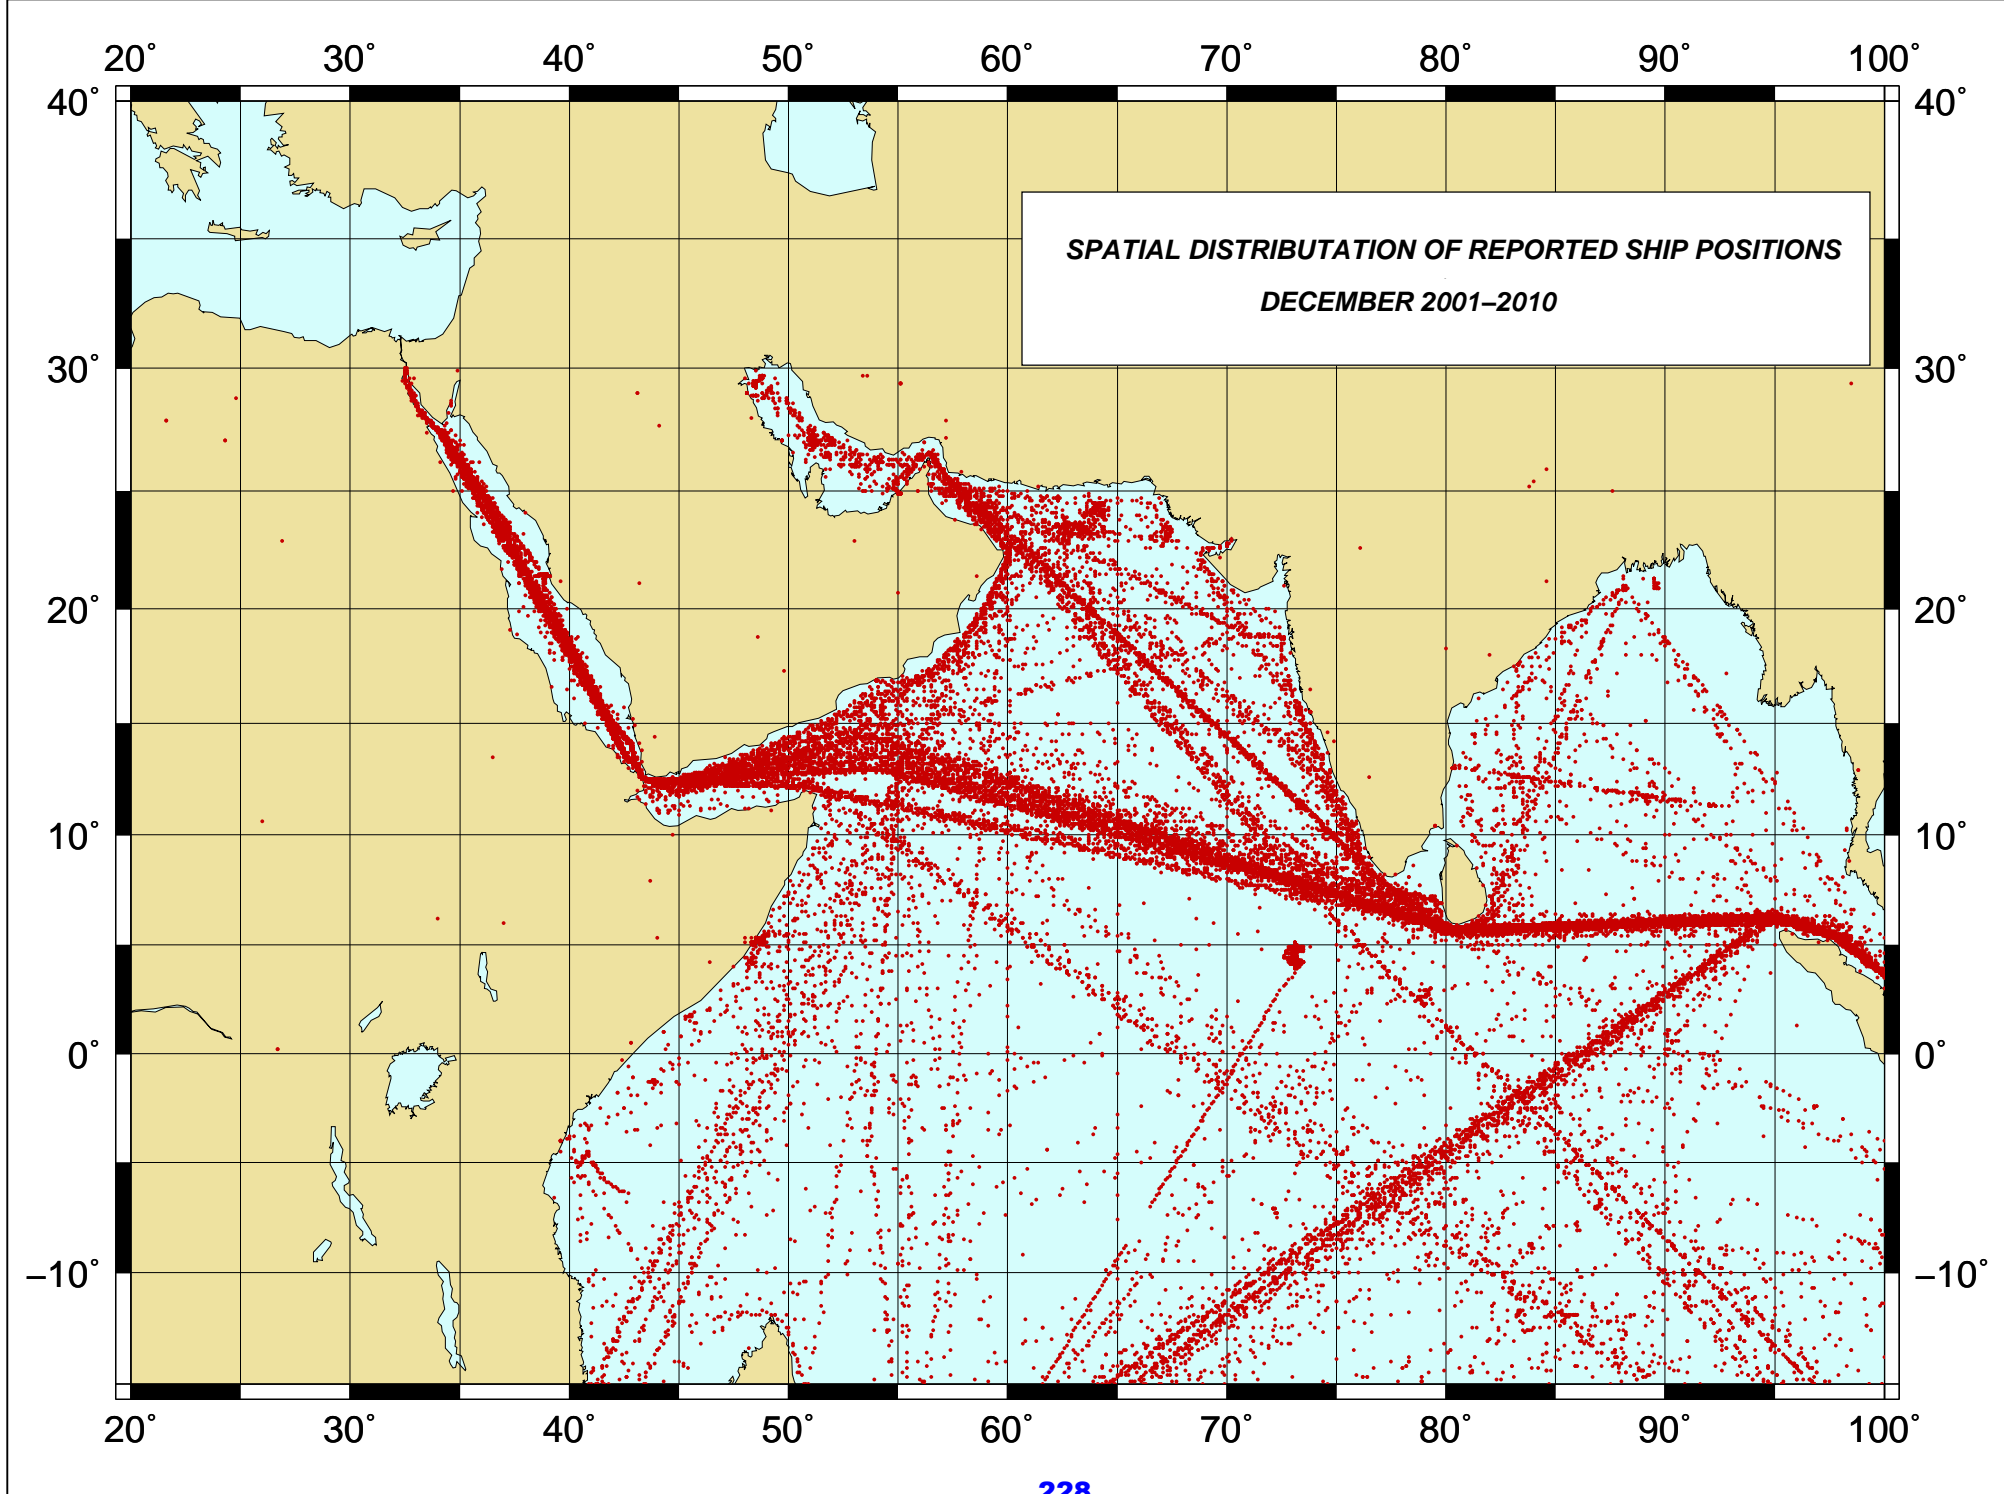 20° 30° 40° 50° 60° 70° 80° 90° 100°
40° 40°
SPATIAL DISTRIBUTATION OF REPORTED SHIP POSITIONS
DECEMBER 2001–2010
30° 30°
20° 20°
10° 10°
0° 0°
–10° –10°
20° 30° 40° 50° 60° 70° 80° 90° 100°
228